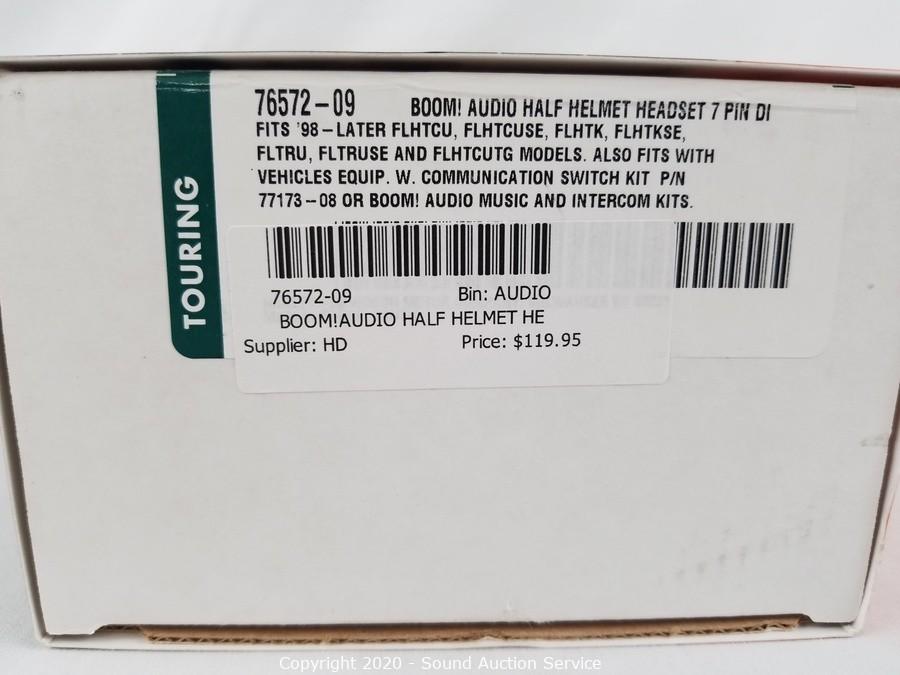 76572-09 BOOM! AUDIO HALF HELMET HEADSET 7 PIN DI
FITS '98-LATER FLHTCU, FLHTCUSE, FLHTK, FLHTKSE,
FLTRU, FLTRUSE AND FLHTCUTG MODELS. ALSO FITS WITH
VEHICLES EQUIP. W. COMMUNICATION SWITCH KIT P/N
77173-08 OR BOOM! AUDIO MUSIC AND INTERCOM KITS.
TOURING
76572-09 Bin: AUDIO
BOOM!AUDIO HALF HELMET HE
Supplier: HD Price: $119.95
Copyright 2020 - Sound Auction Service